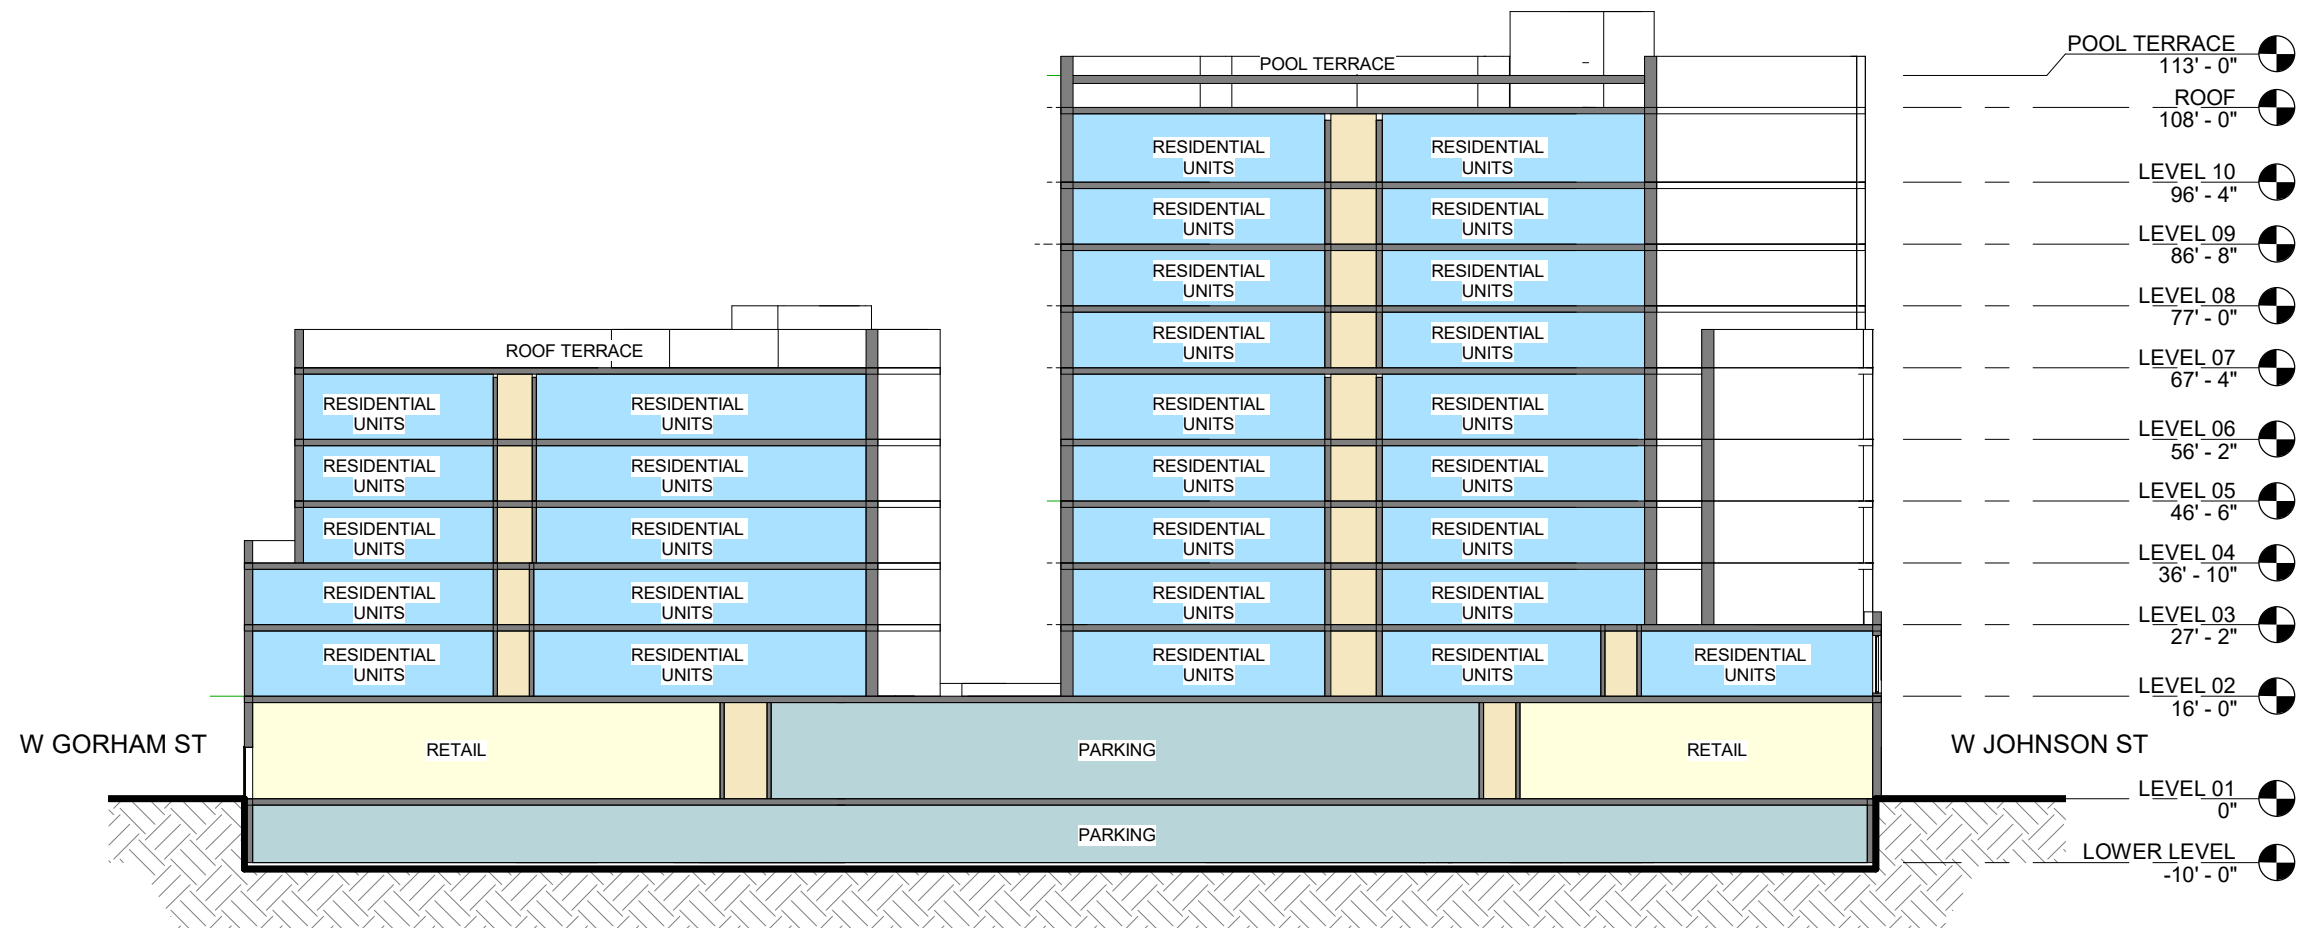 POOL TERRACE
113' - 0"
POOL TERRACE
ROOF
108' - 0"
RESIDENTIAL
UNITS
RESIDENTIAL
UNITS
LEVEL 10
96' - 4"
RESIDENTIAL
UNITS
RESIDENTIAL
UNITS
LEVEL 09
86' - 8"
RESIDENTIAL
UNITS
RESIDENTIAL
UNITS
LEVEL 08
77' - 0"
RESIDENTIAL
UNITS
RESIDENTIAL
UNITS
ROOF TERRACE
LEVEL 07
67' - 4"
RESIDENTIAL
UNITS
RESIDENTIAL
UNITS
RESIDENTIAL
UNITS
RESIDENTIAL
UNITS
LEVEL 06
56' - 2"
RESIDENTIAL
UNITS
RESIDENTIAL
UNITS
RESIDENTIAL
UNITS
RESIDENTIAL
UNITS
LEVEL 05
46' - 6"
RESIDENTIAL
UNITS
RESIDENTIAL
UNITS
RESIDENTIAL
UNITS
RESIDENTIAL
UNITS
LEVEL 04
36' - 10"
RESIDENTIAL
UNITS
RESIDENTIAL
UNITS
RESIDENTIAL
UNITS
RESIDENTIAL
UNITS
LEVEL 03
27' - 2"
RESIDENTIAL
UNITS
RESIDENTIAL
UNITS
RESIDENTIAL
UNITS
RESIDENTIAL
UNITS
RESIDENTIAL
UNITS
LEVEL 02
16' - 0"
W GORHAM ST
RETAIL
PARKING
RETAIL
W JOHNSON ST
LEVEL 01
0"
PARKING
LOWER LEVEL
-10' - 0"